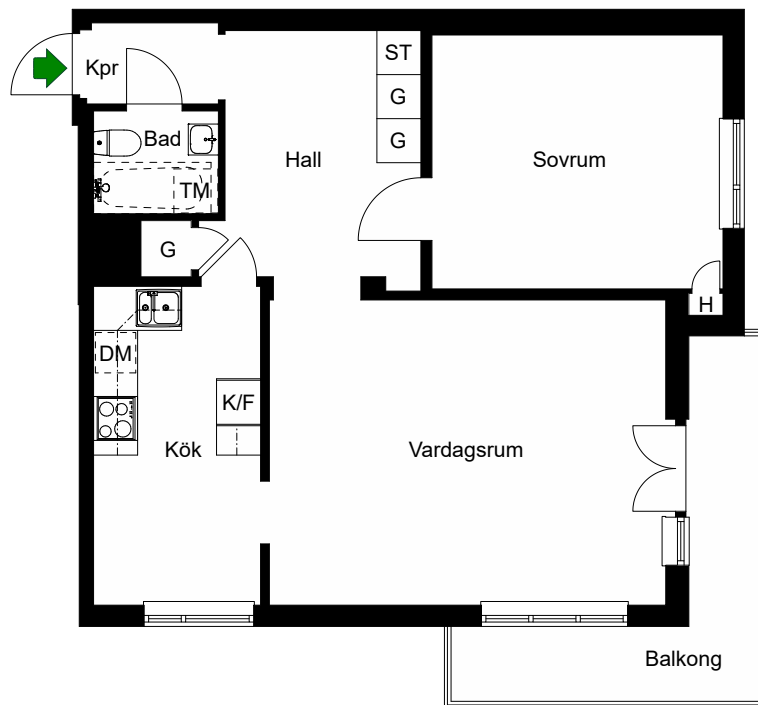 ST
Kpr
G
Bad
G
Hall
Sovrum
TM
G
H
DM
K/F
Kök
Vardagsrum
Balkong